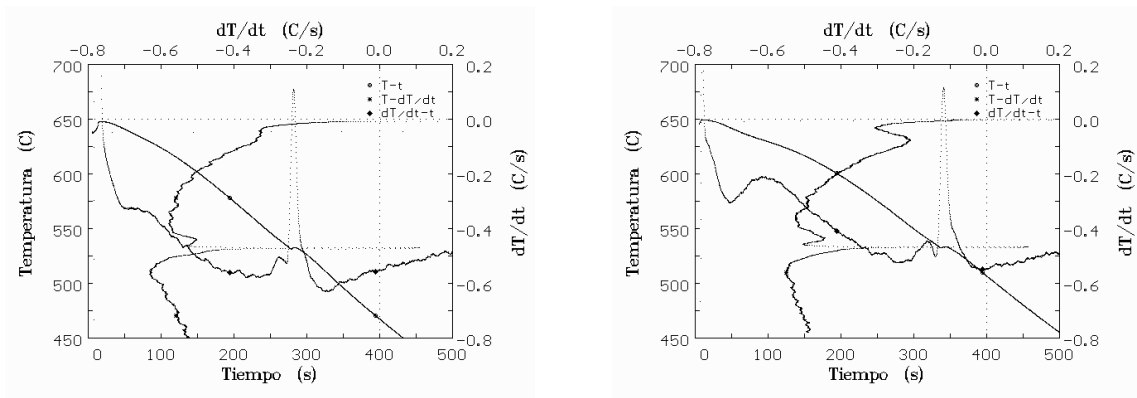 dT/dt (C/s)
-0.8 -0.6 -0.4 -0.2 0.0 0.2
700
650
600
550
500
450
Temperatura (C)
T-t
T-dT/dt
dT/dt-t
0.2
0.0
-0.2
-0.4
-0.6
-0.8
dT/dt (C/s)
0 100 200 300 400 500
Tiempo (s)
dT/dt (C/s)
-0.8 -0.6 -0.4 -0.2 0.0 0.2
700
650
600
550
500
450
Temperatura (C)
T-t
T-dT/dt
dT/dt-t
0.2
0.0
-0.2
-0.4
-0.6
-0.8
dT/dt (C/s)
0 100 200 300 400 500
Tiempo (s)